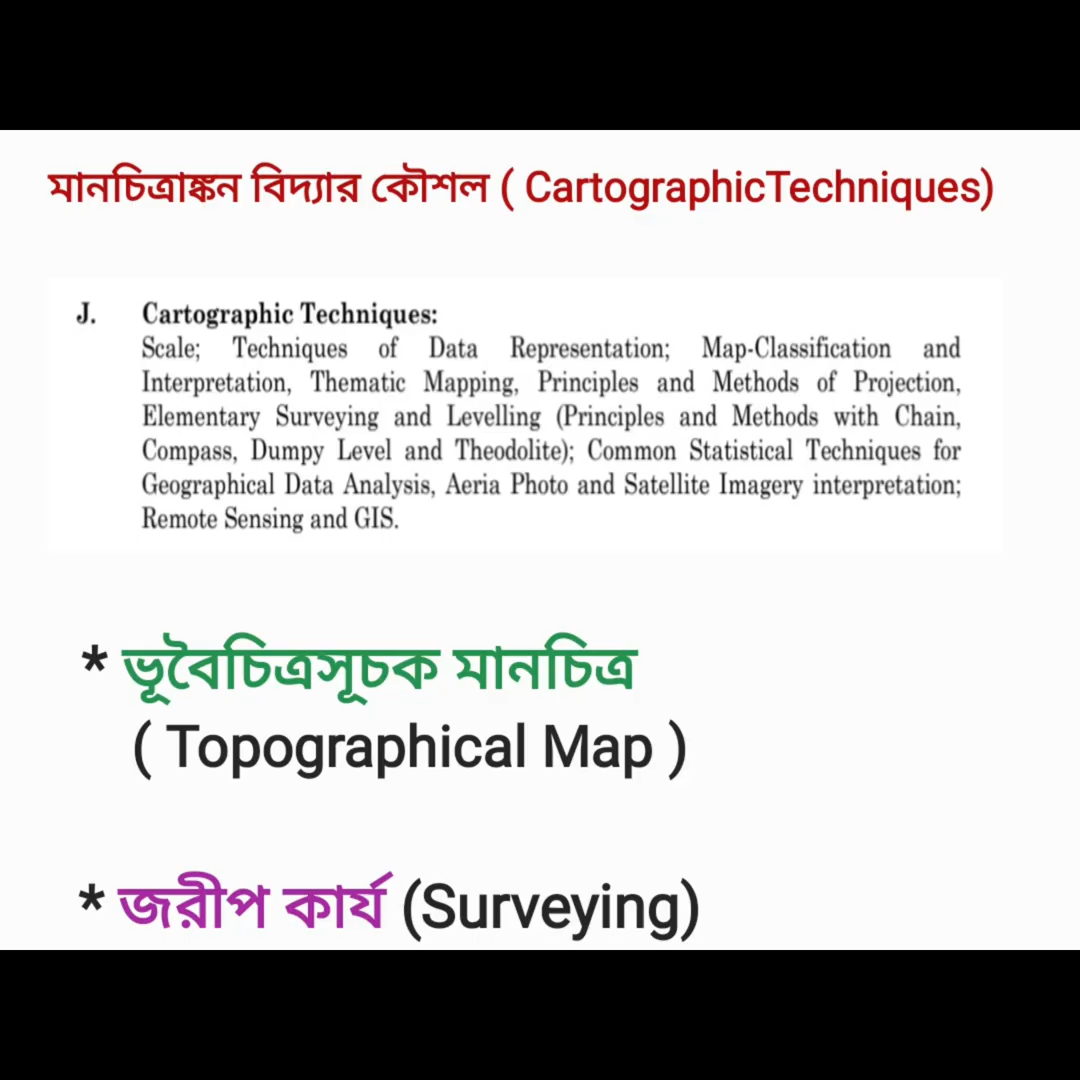 মানচিত্রাঙ্কন বিদ্যার কৌশল ( CartographicTechniques)
J. Cartographic Techniques:
Scale; Techniques of Data Representation; Map-Classification and
Interpretation, Thematic Mapping, Principles and Methods of Projection,
Elementary Surveying and Levelling (Principles and Methods with Chain,
Compass, Dumpy Level and Theodolite); Common Statistical Techniques for
Geographical Data Analysis, Aeria Photo and Satellite Imagery interpretation;
Remote Sensing and GIS.
* ভূবৈচিত্রসূচক মানচিত্র
( Topographical Map )
* জরীপ কার্য (Surveying)